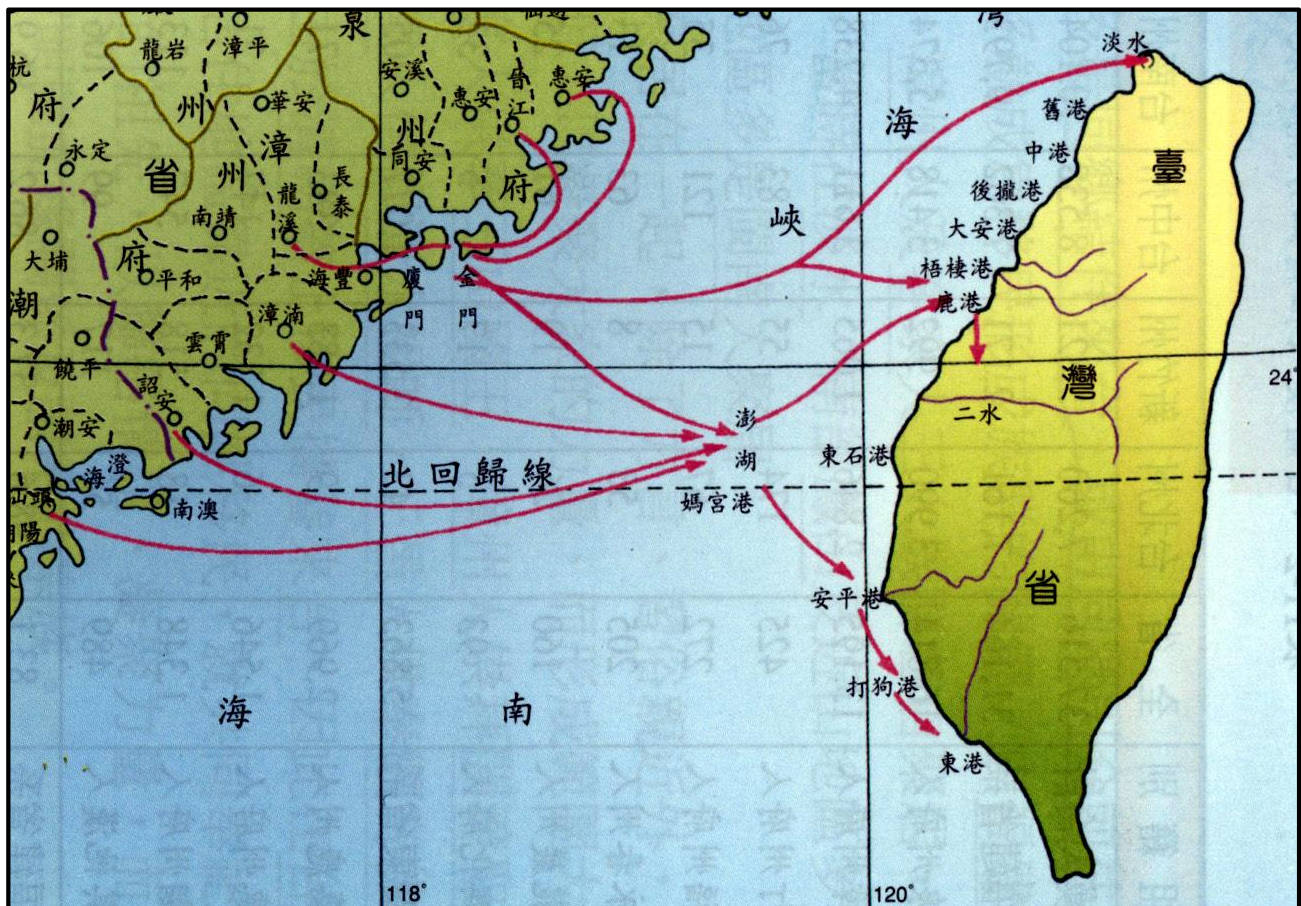 泉
龍岩
漳平
杭
安溪
惠安
晉江
惠安
府
州
華安
漳
州
同安
府
永定
省
州
長泰
龍溪
南靖
大埔
府
平和
海豐
廈門
金門
潮
漳湳
雲霄
饒平
詔安
潮安
海澄
汕頭
南澳
灣
海
峽
淡水
舊港
中港
後攏港
大安港
梧棲港
鹿港
臺
灣
省
24°
二水
澎湖
東石港
北回歸線
媽宮港
安平港
打狗港
東港
海
南
118°
120°